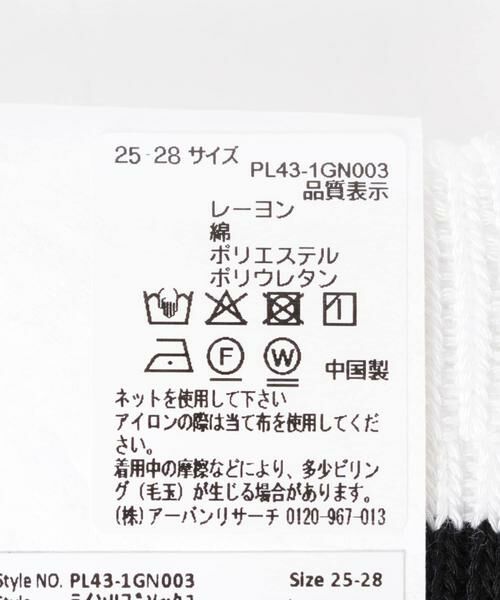 25-28 サイズ
PL43-1GN003
品質表示
レーヨン
綿
ポリエステル
ポリウレタン
F W
中国製
ネットを使用して下さい
アイロンの際は当て布を使用してくだ
さい。
着用中の摩擦などにより、多少ピリン
グ（毛玉）が生じる場合があります。
(株) アーバンリサーチ 0120-967-013
Style NO. PL43-1GN003 Size 25-28